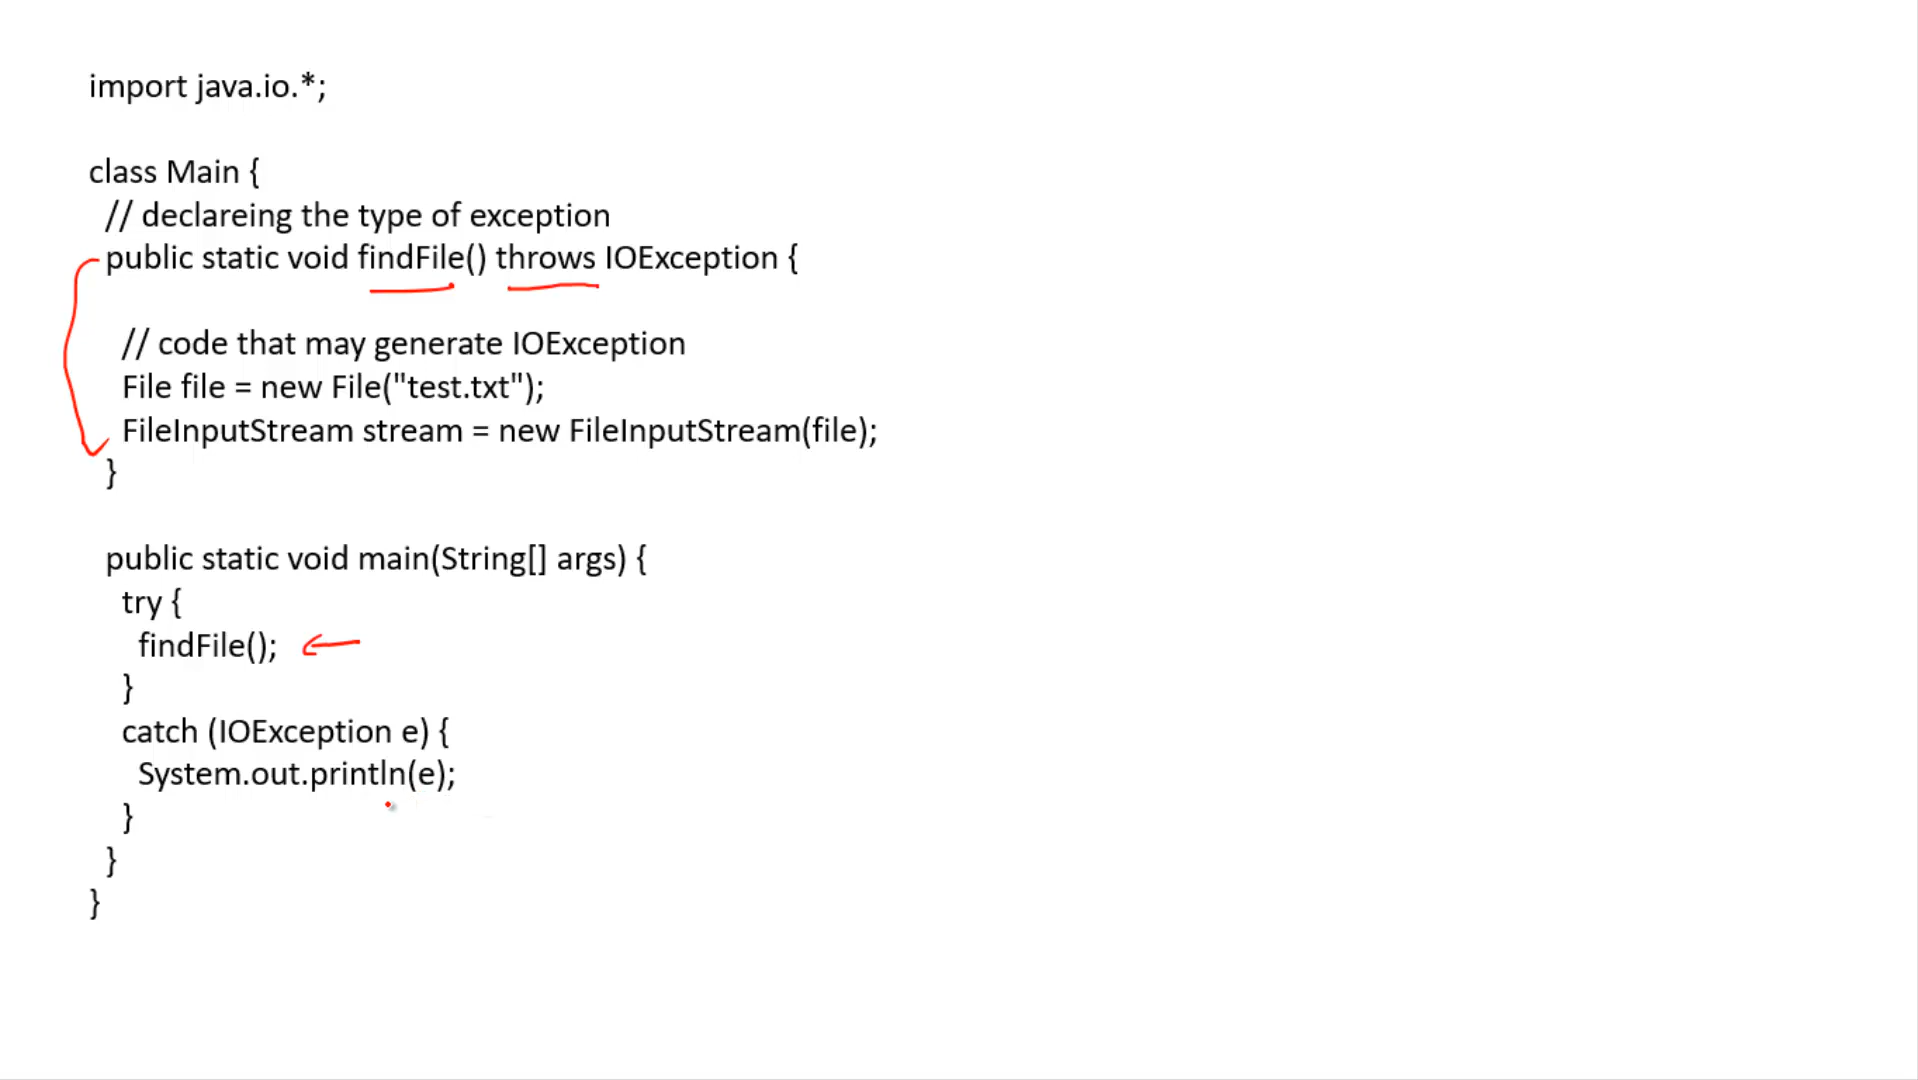 import java.io.*;
class Main {
// declareing the type of exception
public static void findFile() throws IOException {
// code that may generate IOException
File file = new File("test.txt");
FileInputStream stream = new FileInputStream(file);
}
public static void main(String[] args) {
try {
findFile();
}
catch (IOException e) {
System.out.println(e);
}
}
}